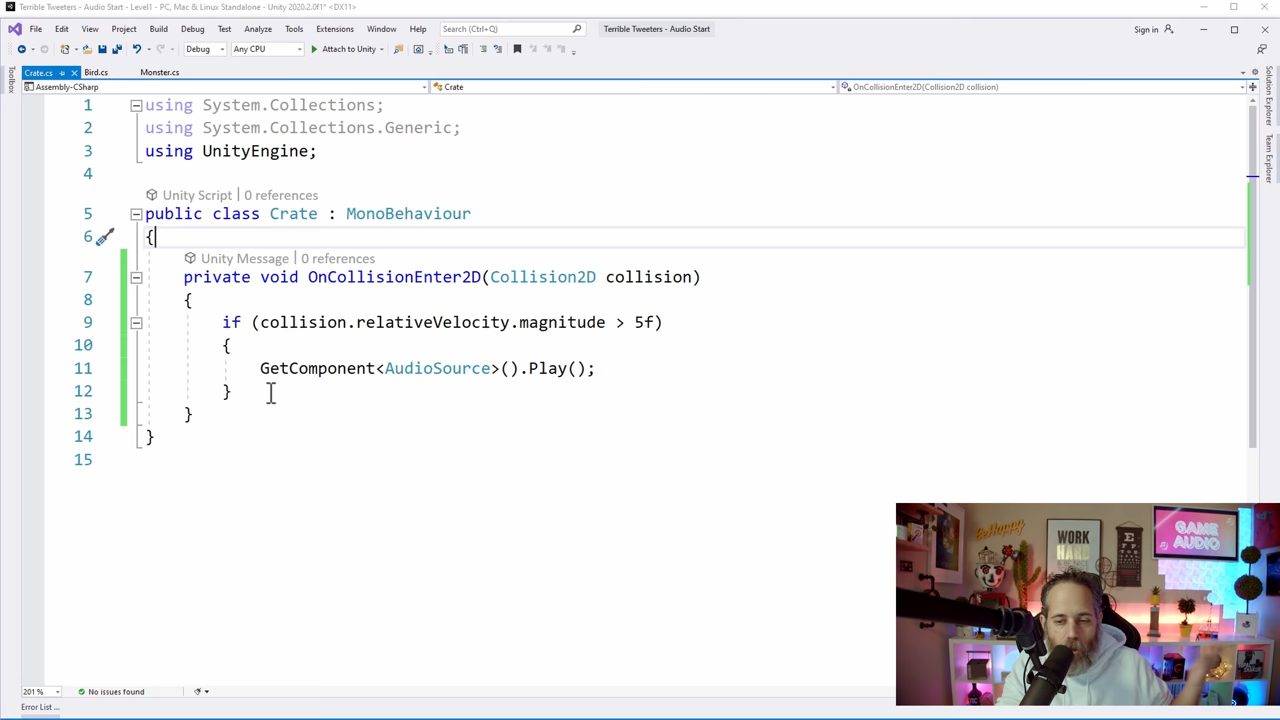 Terrible Tweeters - Audio Start - Level1 - PC, Mac & Linux Standalone - Unity 2020.2.0f1* <DX11>
File Edit View Project Build Debug Test Analyze Tools Extensions Window Help Search (Ctrl+Q) Terrible Tweeters - Audio Start Sign in
Debug Any CPU Attach to Unity
Toolbox
Crate.cs Bird.cs Monster.cs
Assembly-CSharp Crate OnCollisionEnter2D(Collision2D collision)
Solution Explorer
Team Explorer
1 using System.Collections;
2 using System.Collections.Generic;
3 using UnityEngine;
4
Unity Script | 0 references
5 public class Crate : MonoBehaviour
6 {
Unity Message | 0 references
7 private void OnCollisionEnter2D(Collision2D collision)
8 {
9 if (collision.relativeVelocity.magnitude > 5f)
10 {
11 GetComponent<AudioSource>().Play();
12 }
13 }
14 }
15
BeHappy
WORK
GAME
AUDIO
201 % No issues found
Error List ...